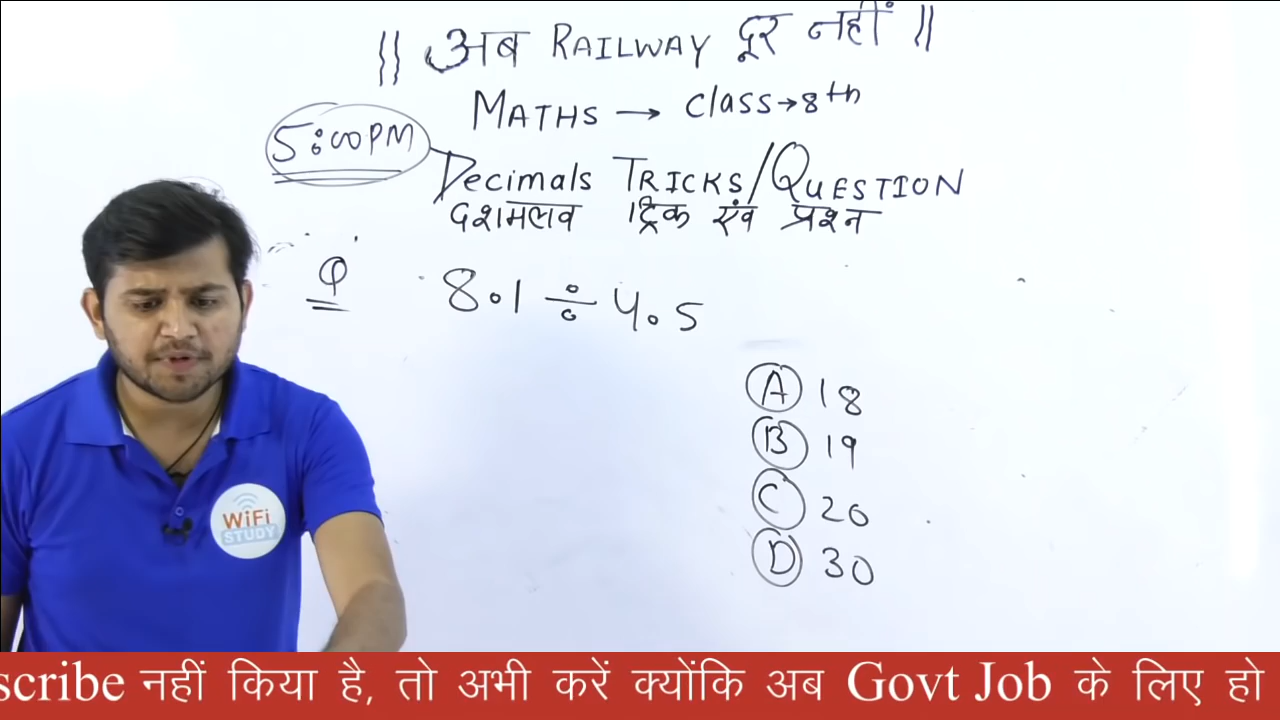 || अब RAILWAY दूर नहीं ||
MATHS → Class→8th
5:00PM
Decimals TRICKS/QUESTION
दशमलव ट्रिक एंव प्रश्न
Q 8.1 ÷ 4.5
A 18
B 19
C 20
D 30
WiFi
STUDY
scribe नहीं किया है, तो अभी करें क्योंकि अब Govt Job के लिए हो